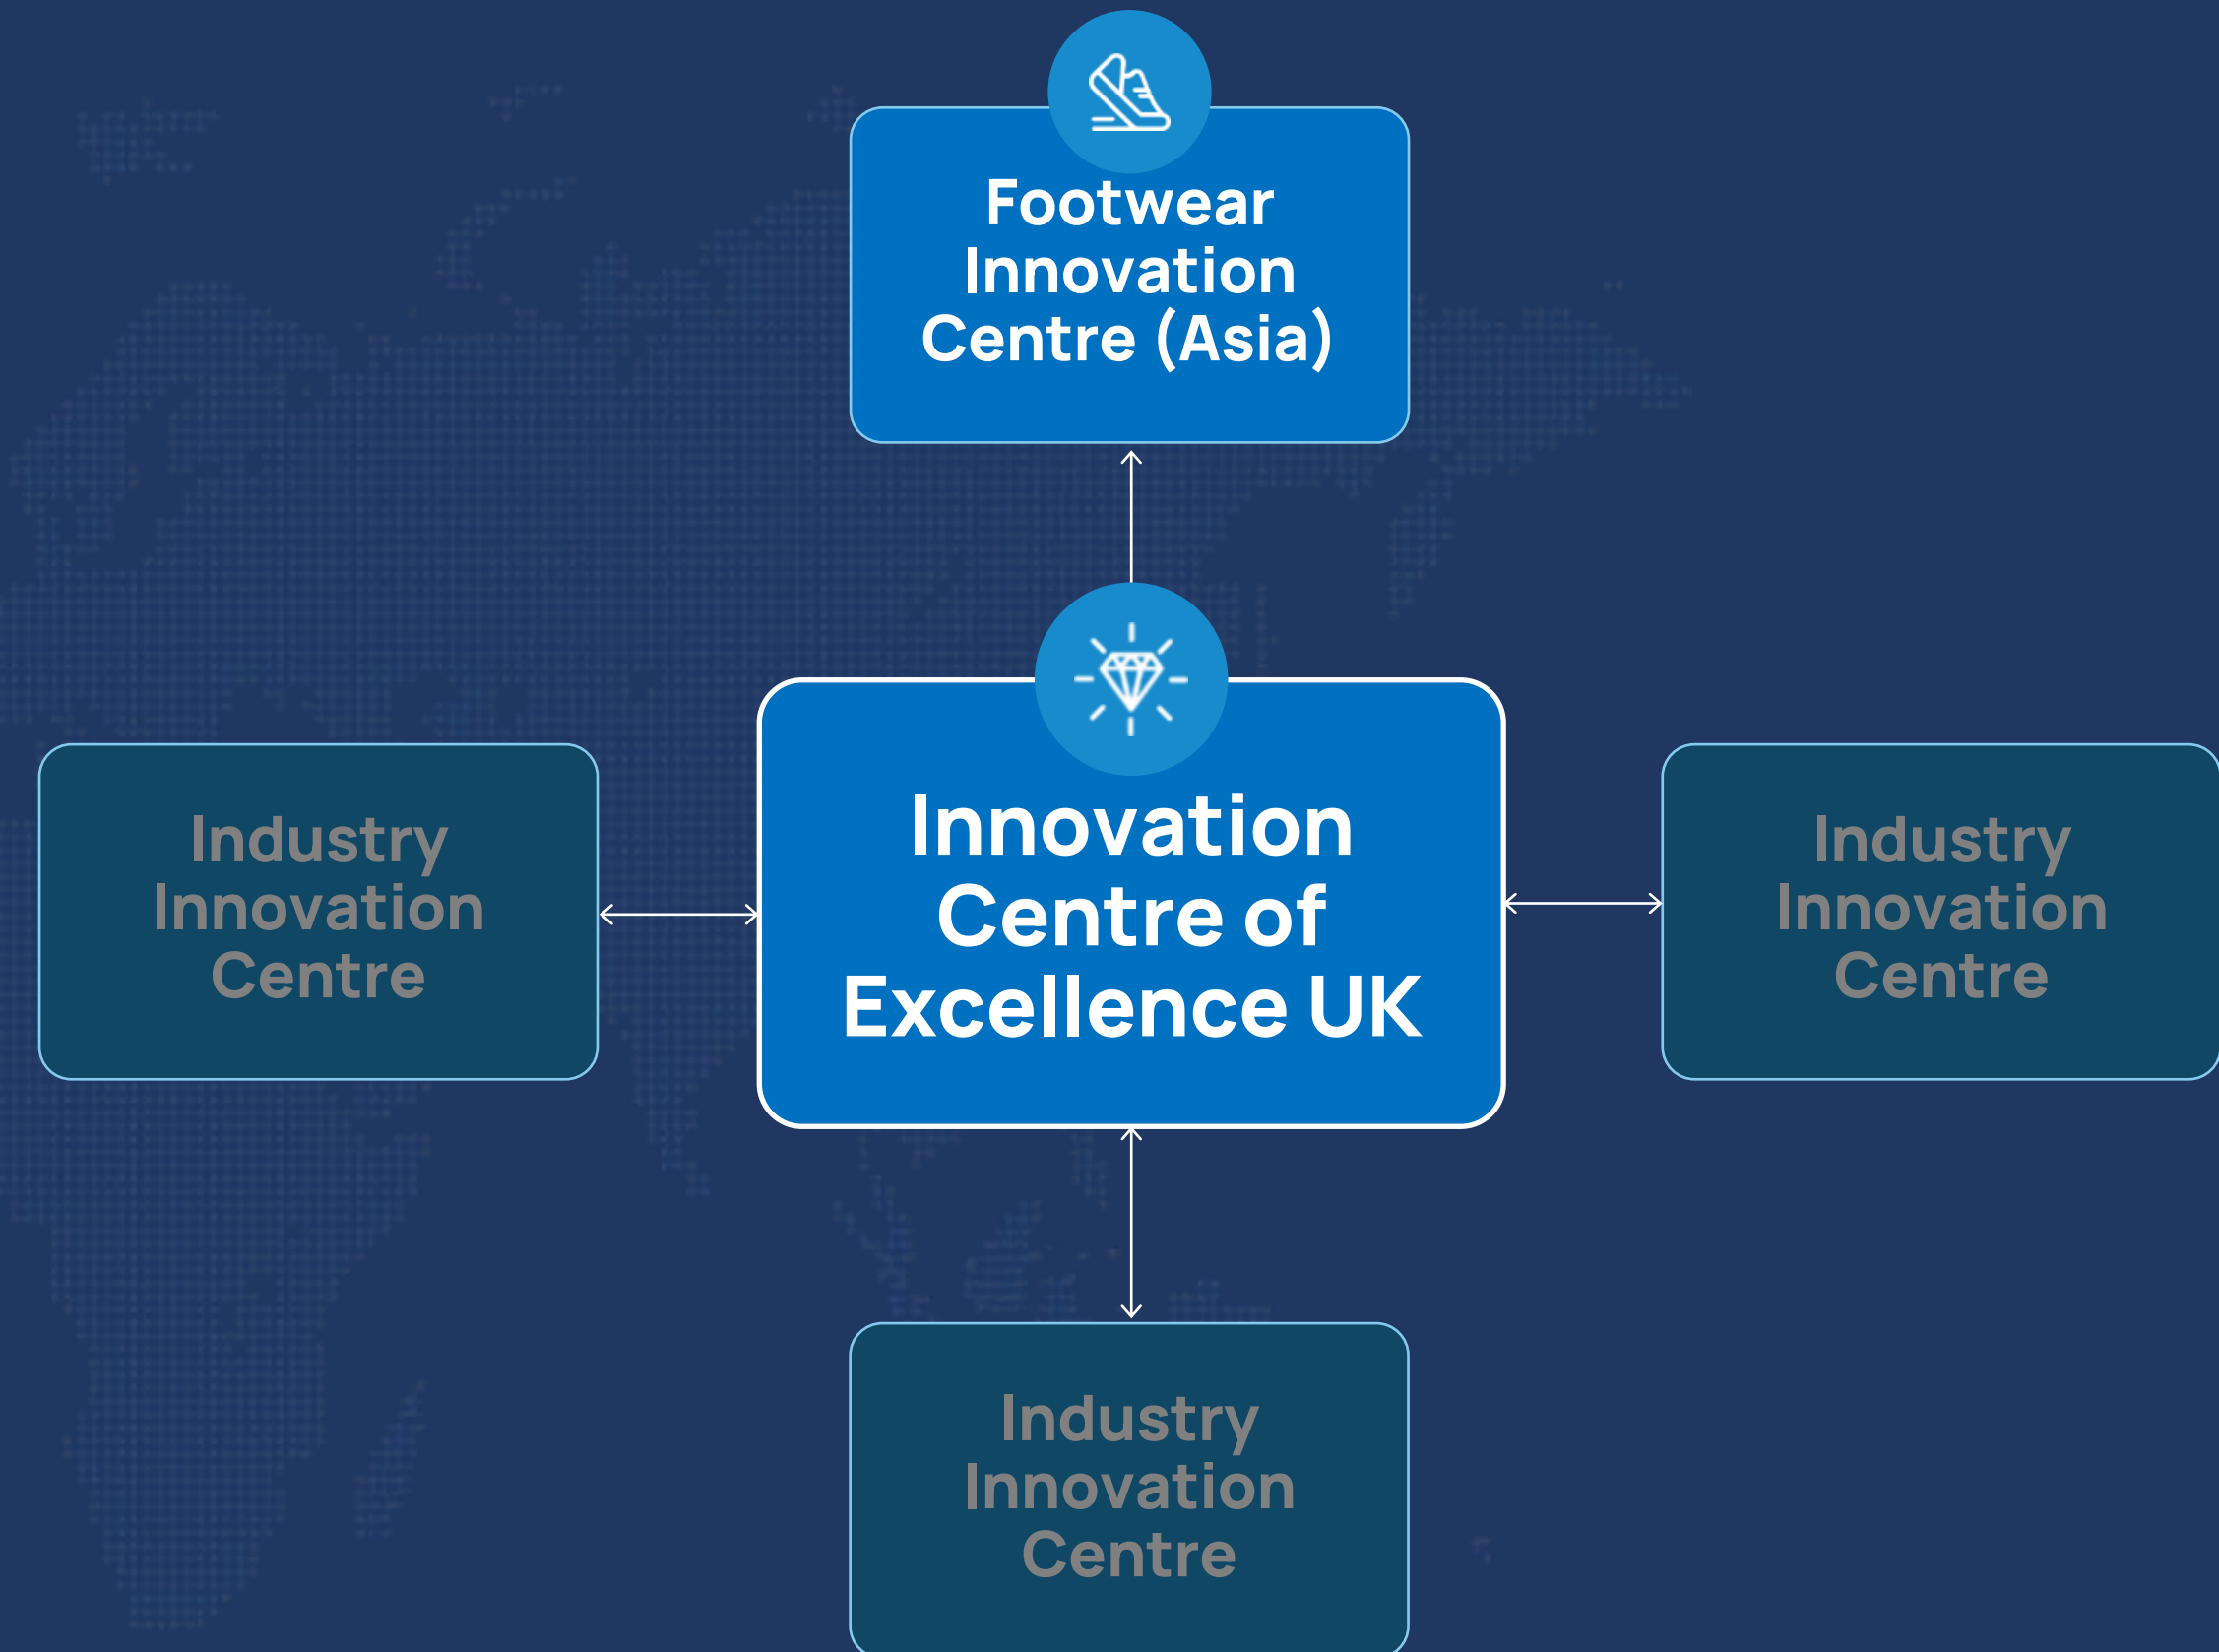 Footwear
Innovation
Centre (Asia)
Innovation
Centre of
Excellence UK
Industry
Innovation
Centre
Industry
Innovation
Centre
Industry
Innovation
Centre